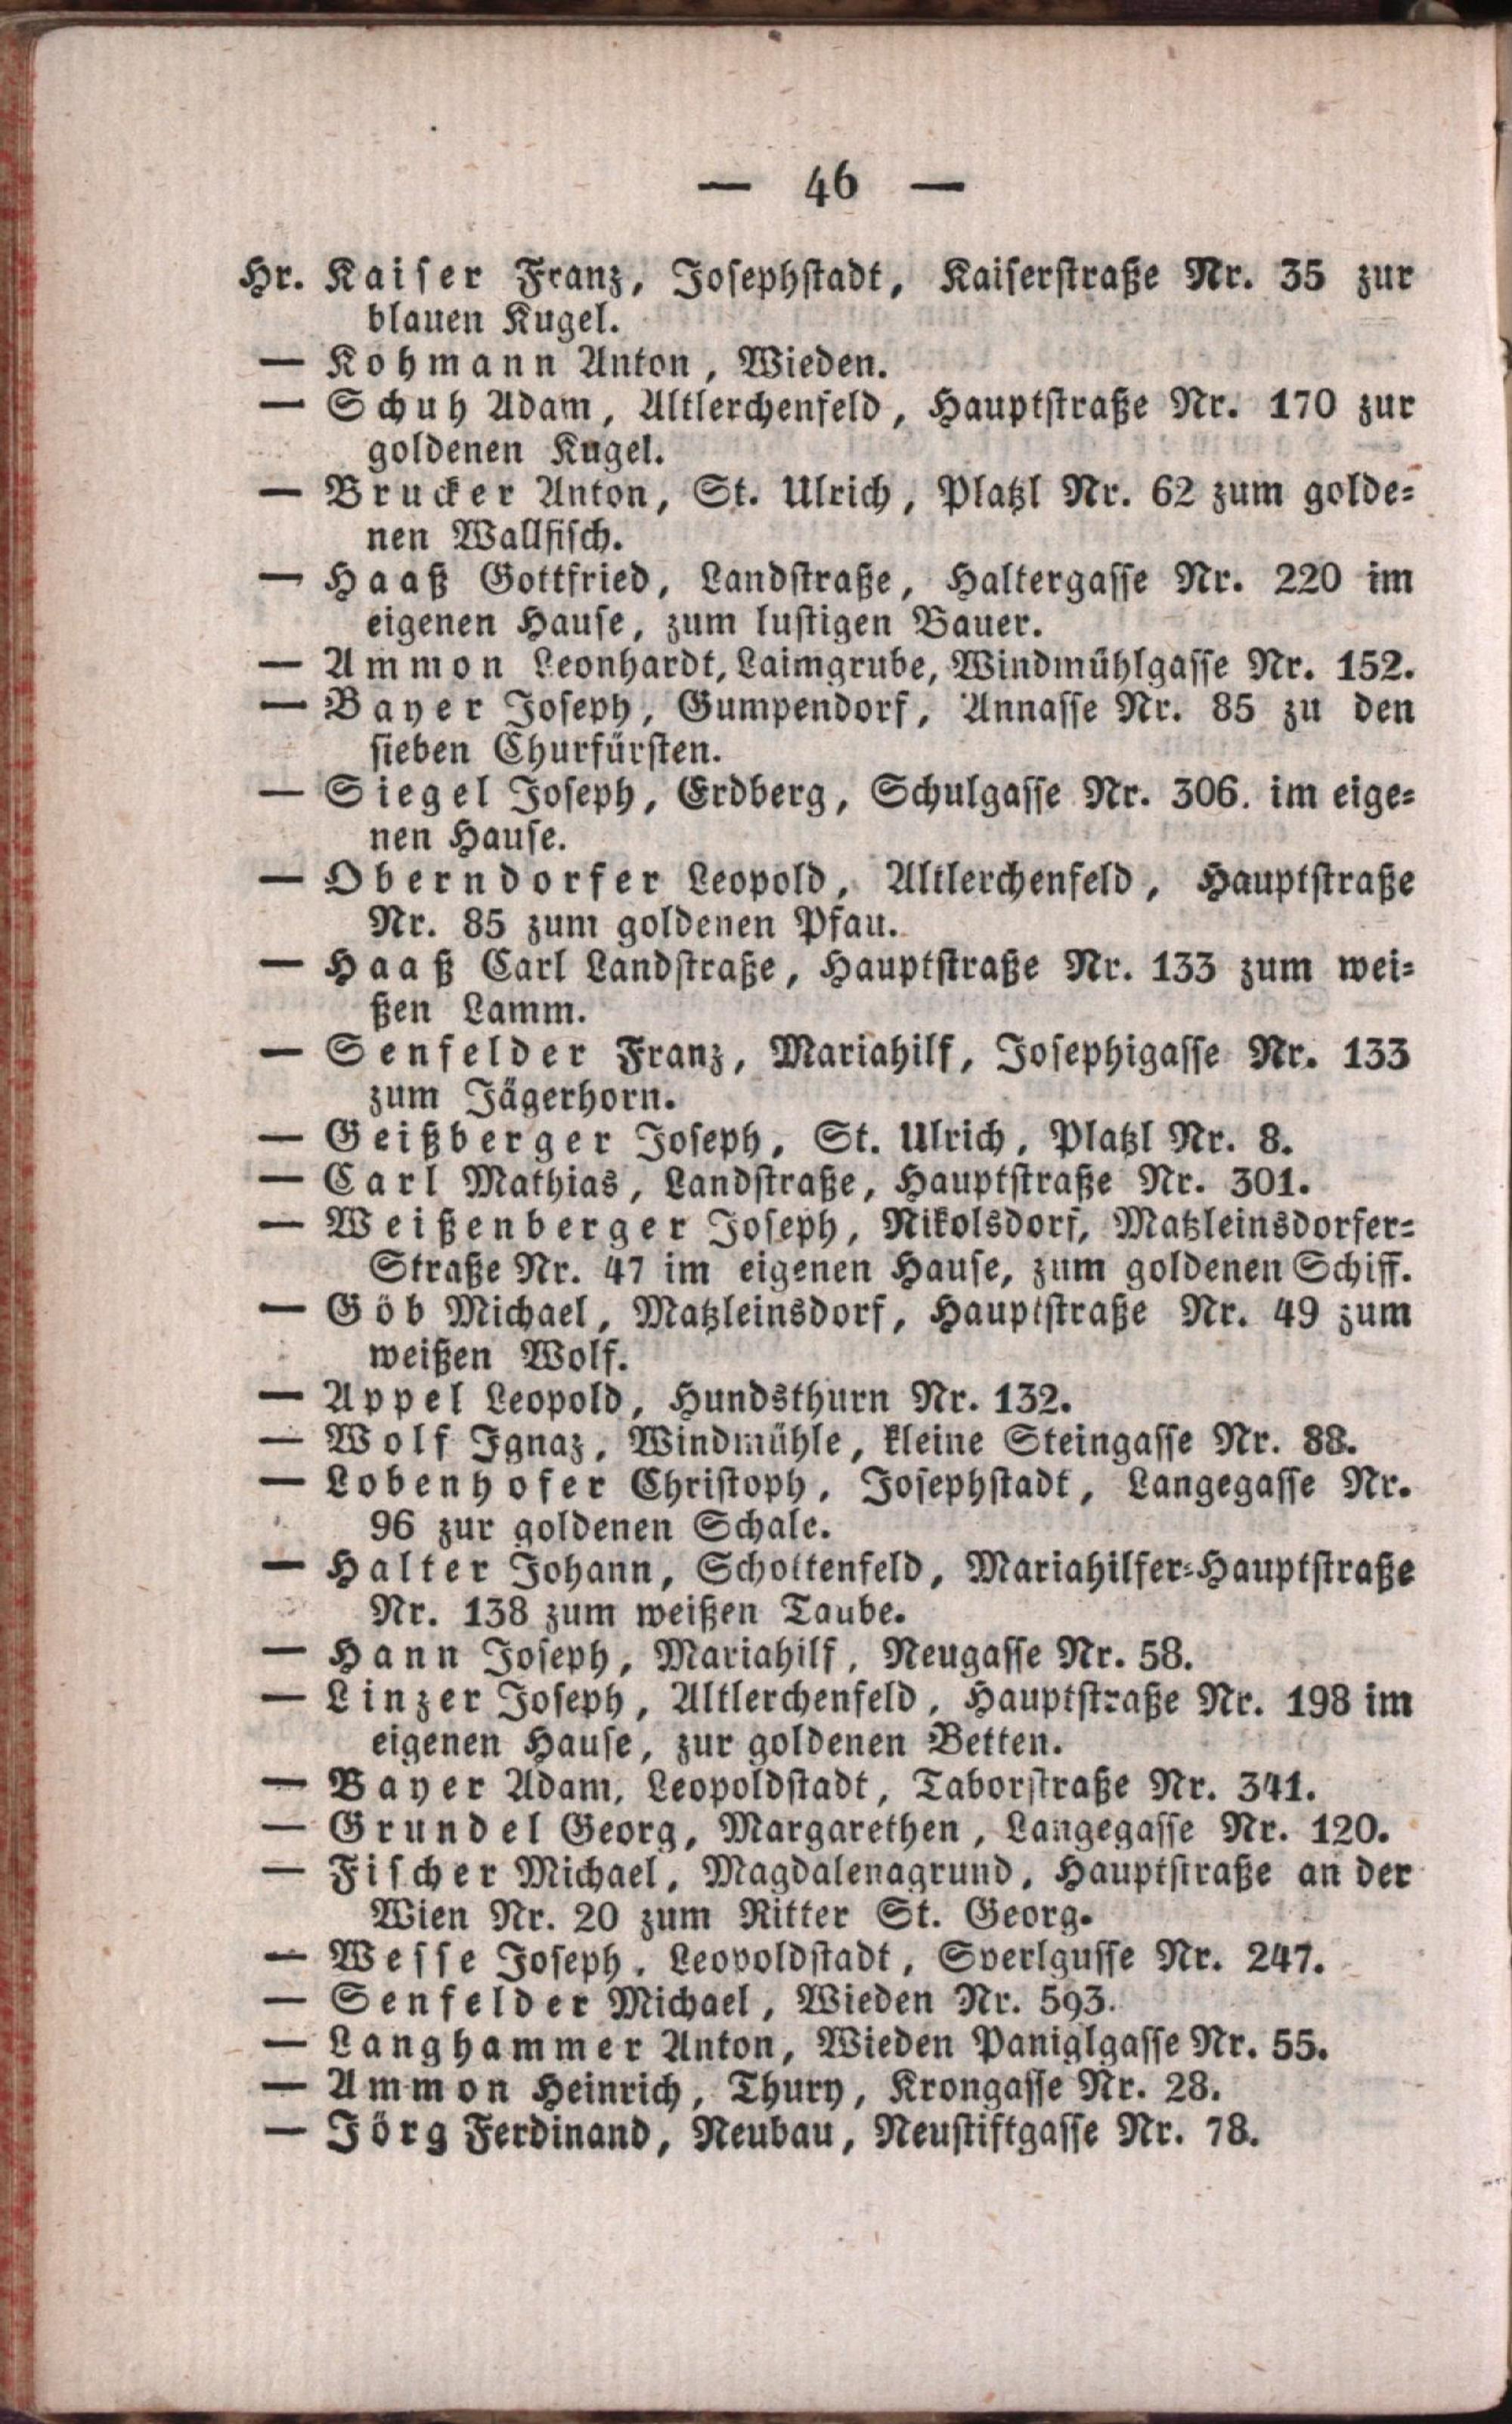 — 46 —
Hr. Kaiser Franz, Josephstadt, Kaiserstraße Nr. 35 zur
blauen Kugel.
— Kohmann Anton, Wieden.
— Schuh Adam, Altlerchenfeld, Hauptstraße Nr. 170 zur
goldenen Kugel.
— Brucker Anton, St. Ulrich, Platzl Nr. 62 zum golde=
nen Wallfisch.
— Haaß Gottfried, Landstraße, Haltergasse Nr. 220 im
eigenen Hause, zum lustigen Bauer.
— Ammon Leonhardt, Laimgrube, Windmühlgasse Nr. 152.
— Bayer Joseph, Gumpendorf, Annasse Nr. 85 zu den
sieben Churfürsten.
— Siegel Joseph, Erdberg, Schulgasse Nr. 306. im eige=
nen Hause.
— Oberndorfer Leopold, Altlerchenfeld, Hauptstraße
Nr. 85 zum goldenen Pfau.
— Haaß Carl Landstraße, Hauptstraße Nr. 133 zum wei=
ßen Lamm.
— Senfelder Franz, Mariahilf, Josephigasse Nr. 133
zum Jägerhorn.
— Geißberger Joseph, St. Ulrich, Platzl Nr. 8.
— Carl Mathias, Landstraße, Hauptstraße Nr. 301.
— Weißenberger Joseph, Nikolsdorf, Matzleinsdorfer=
Straße Nr. 47 im eigenen Hause, zum goldenen Schiff.
— Göb Michael, Matzleinsdorf, Hauptstraße Nr. 49 zum
weißen Wolf.
— Appel Leopold, Hundsthurn Nr. 132.
— Wolf Ignaz, Windmühle, kleine Steingasse Nr. 88.
— Lobenhofer Christoph, Josephstadt, Langegasse Nr.
96 zur goldenen Schale.
— Halter Johann, Schottenfeld, Mariahilfer=Hauptstraße
Nr. 138 zum weißen Taube.
— Hann Joseph, Mariahilf, Neugasse Nr. 58.
— Linzer Joseph, Altlerchenfeld, Hauptstraße Nr. 198 im
eigenen Hause, zur goldenen Betten.
— Bayer Adam, Leopoldstadt, Taborstraße Nr. 341.
— Grundel Georg, Margarethen, Langegasse Nr. 120.
— Fischer Michael, Magdalenagrund, Hauptstraße an der
Wien Nr. 20 zum Ritter St. Georg.
— Wesse Joseph, Leopoldstadt, Sperlgusse Nr. 247.
— Senfelder Michael, Wieden Nr. 593.
— Langhammer Anton, Wieden Paniglgasse Nr. 55.
— Ammon Heinrich, Thury, Krongasse Nr. 28.
— Jörg Ferdinand, Neubau, Neustiftgasse Nr. 78.